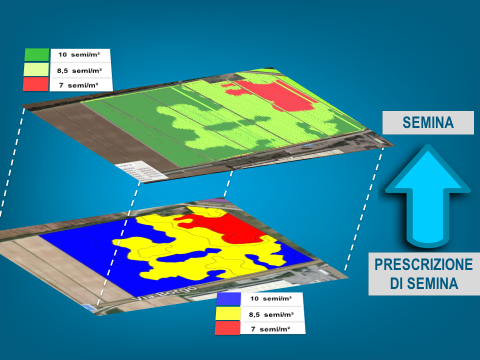 10 semi/m²
8,5 semi/m²
7 semi/m²
SEMINA
PRESCRIZIONE
DI SEMINA
10 semi/m²
8,5 semi/m²
7 semi/m²